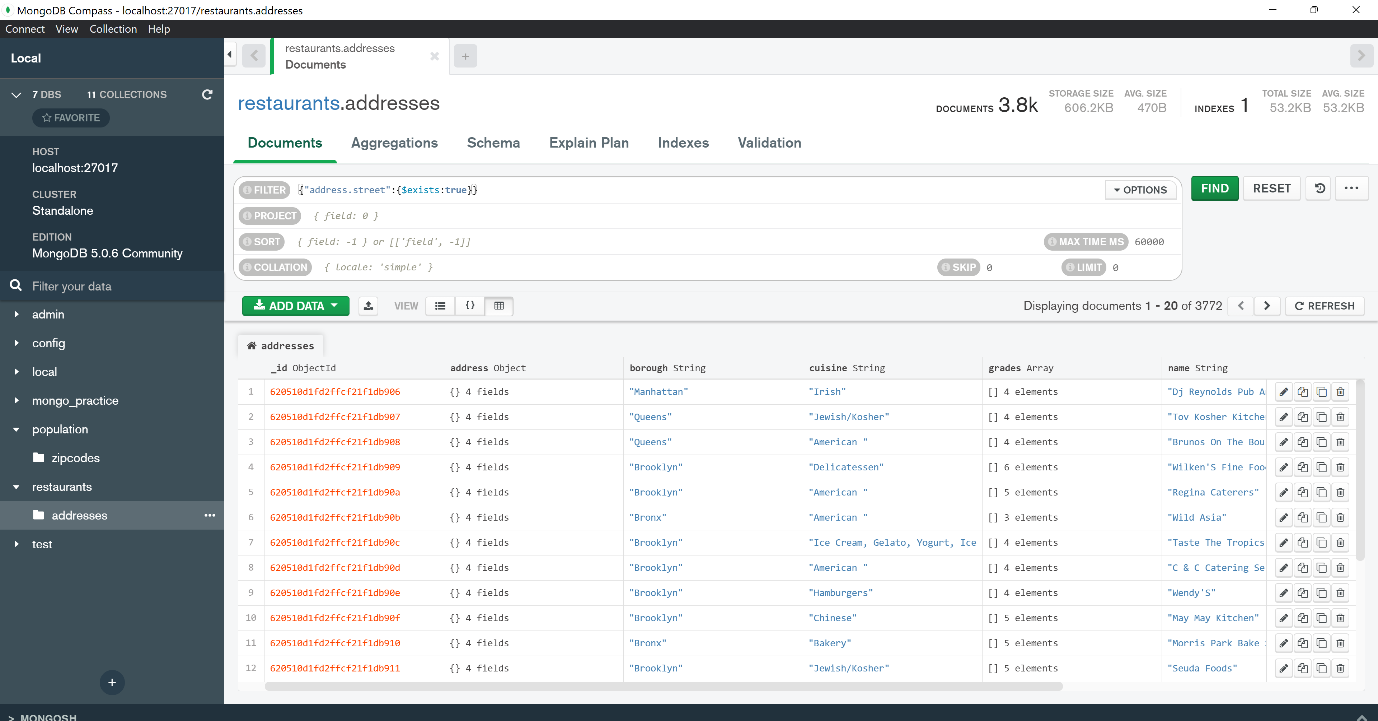 MongoDB Compass - localhost:27017/restaurants.addresses
Connect View Collection Help
Local
7 DBS 11 COLLECTIONS
FAVORITE
HOST
localhost:27017
CLUSTER
Standalone
EDITION
MongoDB 5.0.6 Community
Filter your data
admin
config
local
mongo_practice
population
zipcodes
restaurants
addresses
test
restaurants.addresses
Documents
restaurants.addresses
DOCUMENTS 3.8k
STORAGE SIZE 606.2KB
AVG. SIZE 470B
INDEXES 1
TOTAL SIZE 53.2KB
AVG. SIZE 53.2KB
Documents Aggregations Schema Explain Plan Indexes Validation
FILTER {"address.street":{$exists:true}} OPTIONS
FIND RESET
PROJECT { field: 0 }
SORT { field: -1 } or [['field', -1]] MAX TIME MS 60000
COLLATION { locale: 'simple' } SKIP 0 LIMIT 0
ADD DATA VIEW {} Displaying documents 1 - 20 of 3772 REFRESH
addresses
_id ObjectId address Object borough String cuisine String grades Array name String
1 620510d1fd2ffcf21f1db906 {} 4 fields "Manhattan" "Irish" [] 4 elements "Dj Reynolds Pub A
2 620510d1fd2ffcf21f1db907 {} 4 fields "Queens" "Jewish/Kosher" [] 4 elements "Tov Kosher Kitche
3 620510d1fd2ffcf21f1db908 {} 4 fields "Queens" "American " [] 4 elements "Brunos On The Bou
4 620510d1fd2ffcf21f1db909 {} 4 fields "Brooklyn" "Delicatessen" [] 6 elements "Wilken'S Fine Foo
5 620510d1fd2ffcf21f1db90a {} 4 fields "Brooklyn" "American " [] 5 elements "Regina Caterers"
6 620510d1fd2ffcf21f1db90b {} 4 fields "Bronx" "American " [] 3 elements "Wild Asia"
7 620510d1fd2ffcf21f1db90c {} 4 fields "Brooklyn" "Ice Cream, Gelato, Yogurt, Ice [] 4 elements "Taste The Tropics
8 620510d1fd2ffcf21f1db90d {} 4 fields "Brooklyn" "American " [] 4 elements "C & C Catering Se
9 620510d1fd2ffcf21f1db90e {} 4 fields "Brooklyn" "Hamburgers" [] 4 elements "Wendy'S"
10 620510d1fd2ffcf21f1db90f {} 4 fields "Brooklyn" "Chinese" [] 5 elements "May May Kitchen"
11 620510d1fd2ffcf21f1db910 {} 4 fields "Bronx" "Bakery" [] 5 elements "Morris Park Bake
12 620510d1fd2ffcf21f1db911 {} 4 fields "Brooklyn" "Jewish/Kosher" [] 5 elements "Seuda Foods"
>_MONGOSH